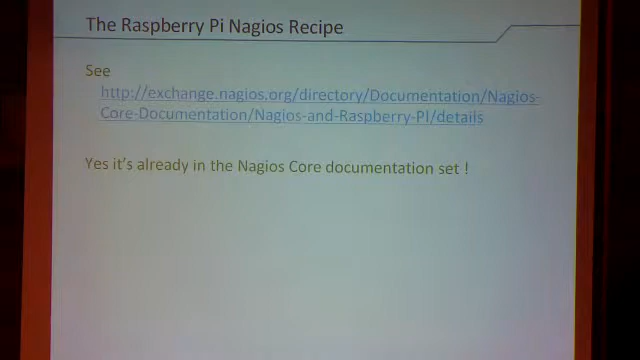 The Raspberry Pi Nagios Recipe
See
http://exchange.nagios.org/directory/Documentation/Nagios-
Core-Documentation/Nagios-and-Raspberry-PI/details
Yes it's already in the Nagios Core documentation set !